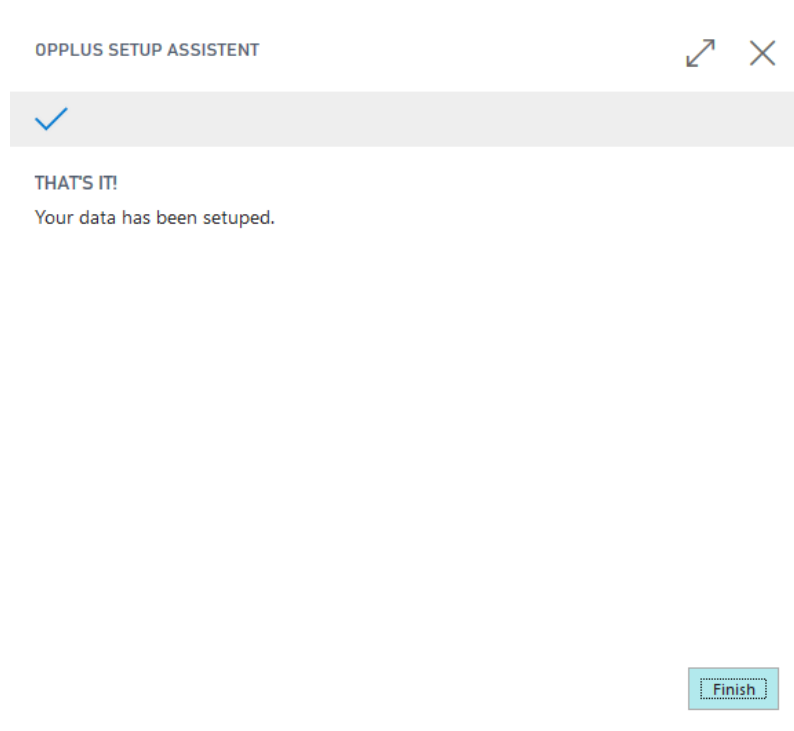 OPPLUS SETUP ASSISTENT
THAT'S IT!
Your data has been setuped.
Finish